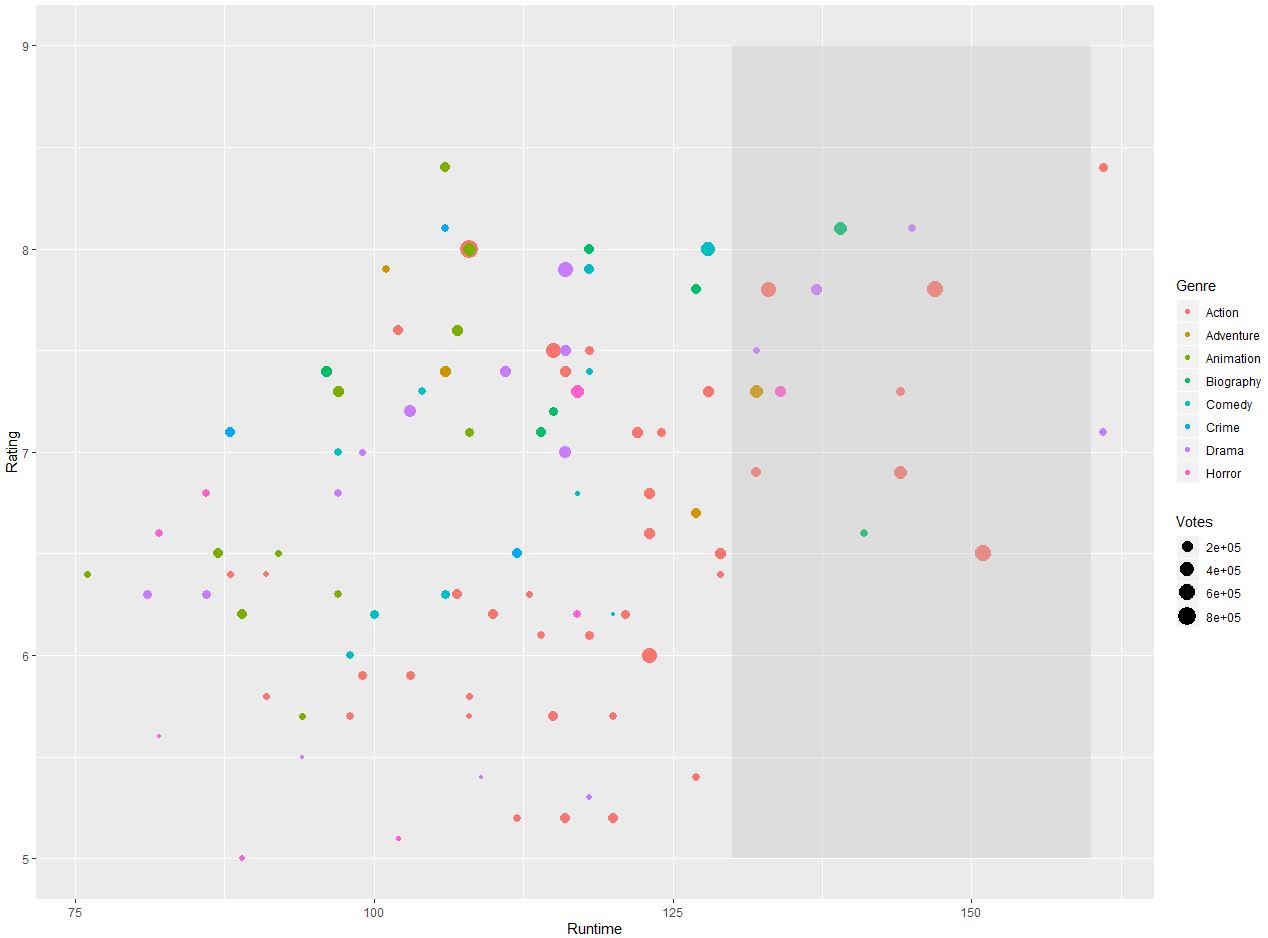 9
8
7
6
5
Rating
75
100
125
150
Runtime
Genre
Action
Adventure
Animation
Biography
Comedy
Crime
Drama
Horror
Votes
2e+05
4e+05
6e+05
8e+05